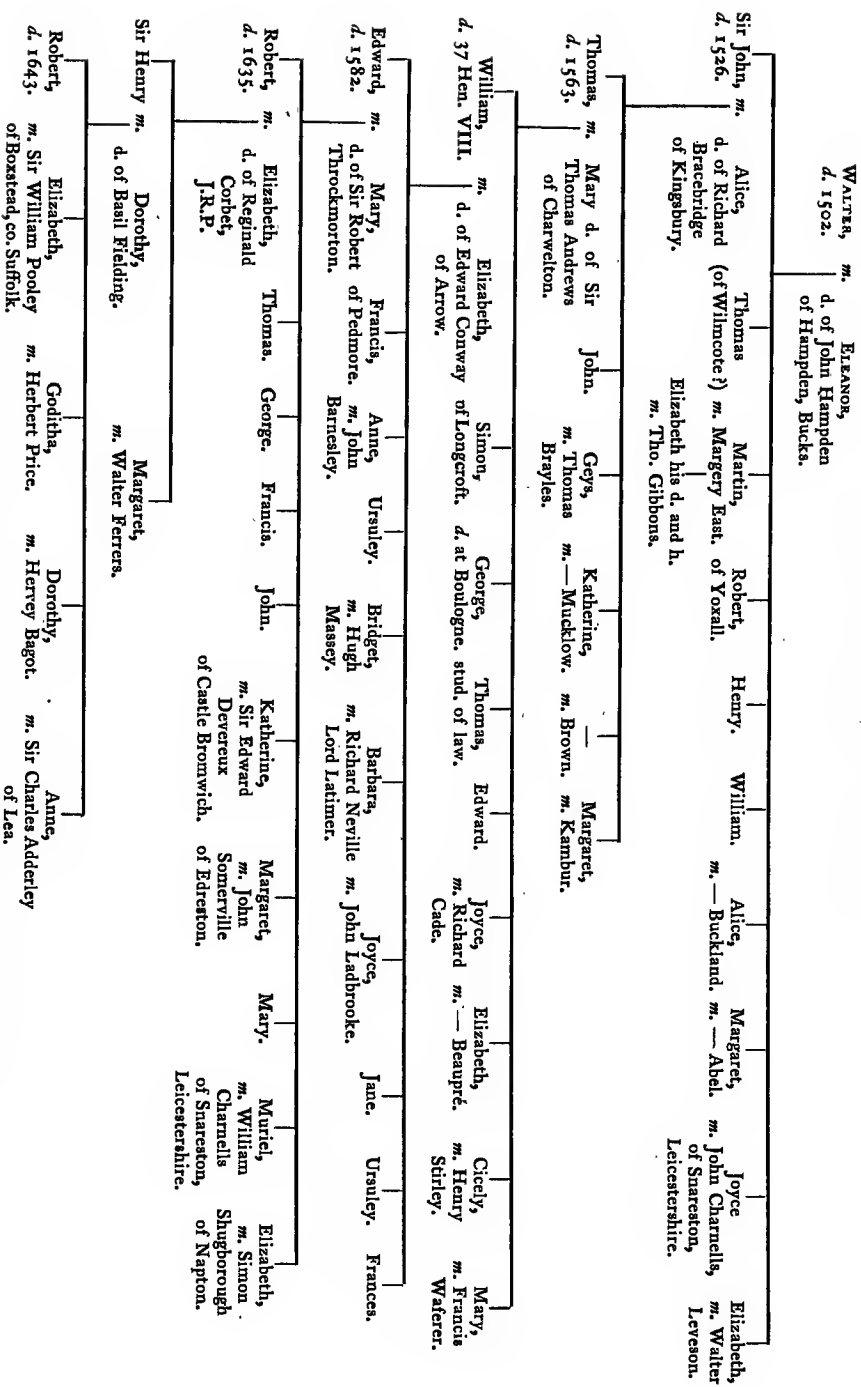 WALTER, m. ELEANOR,
d. 1502. d. of John Hampden
of Hampden, Bucks.
Sir John, m. Alice, Thomas Martin, Robert, Henry. William. Alice, Margaret, Joyce Elizabeth,
d. 1526. d. of Richard (of Wilmcote?) m. Margery East. of Yoxall. m. — Buckland. m. — Abel. m. John Charnells, m. Walter
Bracebridge Elizabeth his d. and h. of Snareston, Leveson.
of Kingsbury. m. Tho. Gibbons. Leicestershire.
Thomas, m. Mary d. of Sir John. Geys, Katherine, — Margaret,
d. 1563. Thomas Andrews m. Thomas m. — Mucklow. m. Brown. m. Kambur.
of Charwelton. Brayles.
William, m. Elizabeth, Simon, George, Thomas, Edward. Joyce, Elizabeth, Cicely, Mary,
d. 37 Hen. VIII. d. of Edward Conway of Longcroft. d. at Boulogne. stud. of law. m. Richard m. — Beaupré. m. Henry m. Francis
of Arrow. Cade. Stirley. Waferer.
Edward, m. Mary, Francis, Anne, Ursuley. Bridget, Barbara, Joyce, Jane. Ursuley. Frances.
d. 1582. d. of Sir Robert of Pedmore. m. John m. Hugh m. Richard Neville m. John Ladbrooke.
Throckmorton. Barnesley. Massey. Lord Latimer.
Robert, m. Elizabeth, Thomas. George. Francis. John. Katherine, Margaret, Mary. Muriel, Elizabeth,
d. 1635. d. of Reginald m. Sir Edward m. John m. William m. Simon
Corbet, Devereux Somerville Charnells Shugborough
J.R.P. of Castle Bromwich. of Edreston. of Snareston, of Napton.
Leicestershire.
Sir Henry m. Dorothy, Margaret,
d. of Basil Fielding. m. Walter Ferrers.
Robert, Elizabeth, Goditha, Dorothy, Anne,
d. 1643. m. Sir William Pooley m. Herbert Price. m. Hervey Bagot. m. Sir Charles Adderley
of Boxstead, co. Suffolk. of Lea.